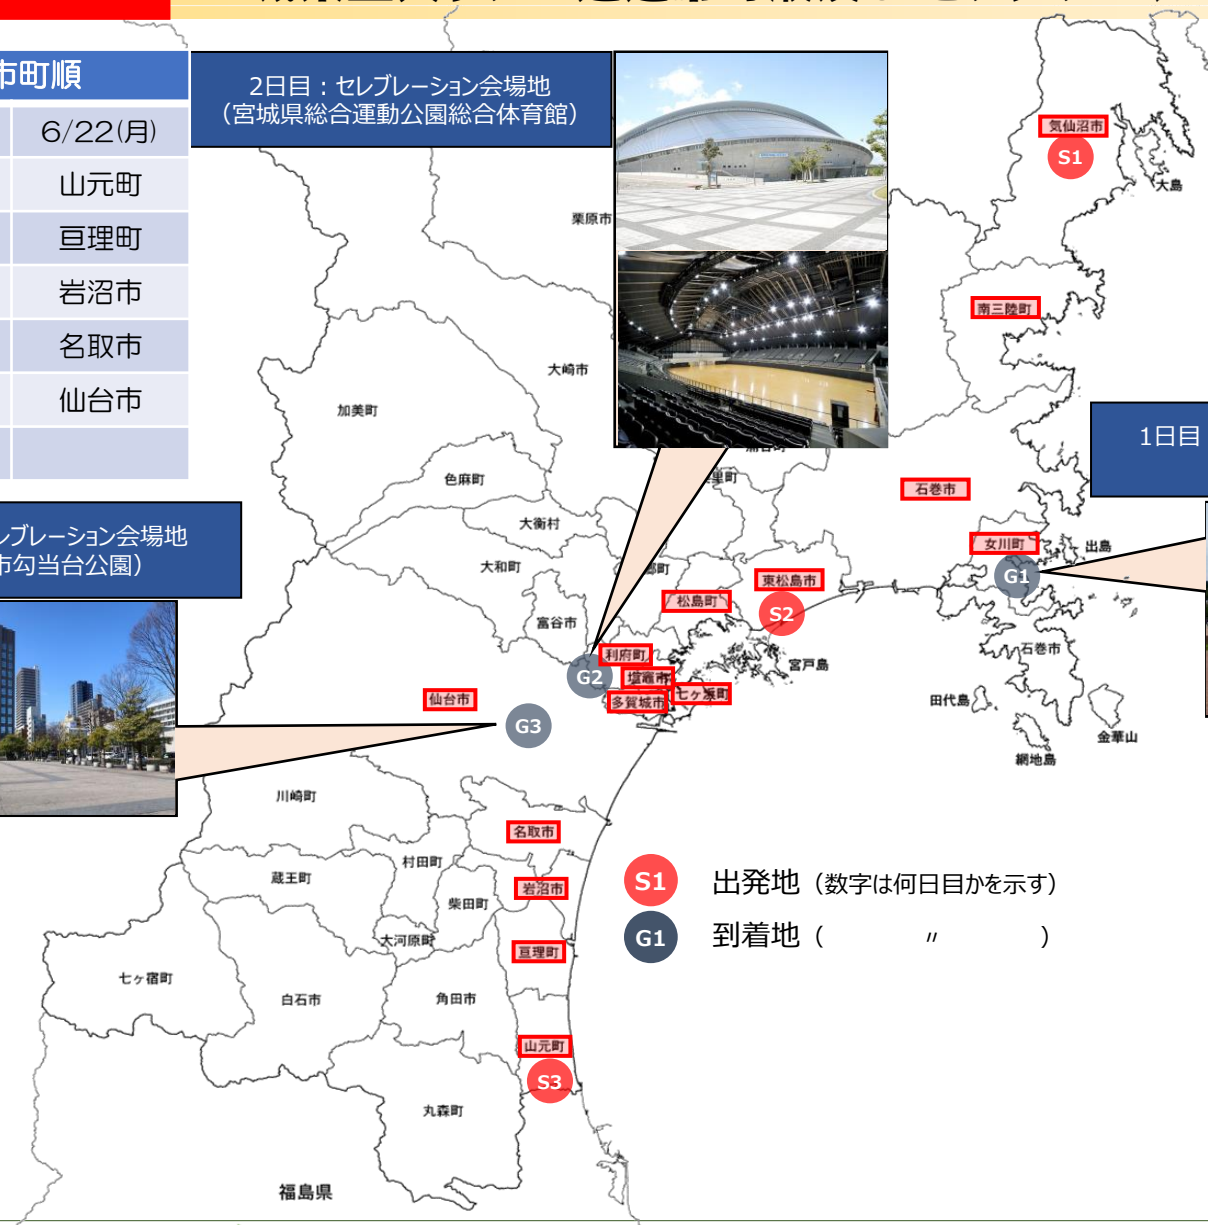 市町順
6/22(月)
山元町
亘理町
岩沼市
名取市
仙台市
2日目：セレブレーション会場地
（宮城県総合運動公園総合体育館）
気仙沼市
S1
大島
栗原市
南三陸町
大崎市
加美町
1日目
色麻町
里町
石巻市
大衡村
女川町
出島
レブレーション会場地
市勾当台公園）
大和町
郷町
東松島市
G1
松島町
S2
富谷市
利府町
宮戸島
石巻市
G2
塩竈市
七ヶ浜町
仙台市
多賀城市
田代島
G3
金華山
網地島
川崎町
名取市
村田町
蔵王町
岩沼市
柴田町
S1 出発地（数字は何日目かを示す）
大河原町
G1 到着地（ 〃 ）
亘理町
七ヶ宿町
白石市
角田市
山元町
S3
丸森町
福島県